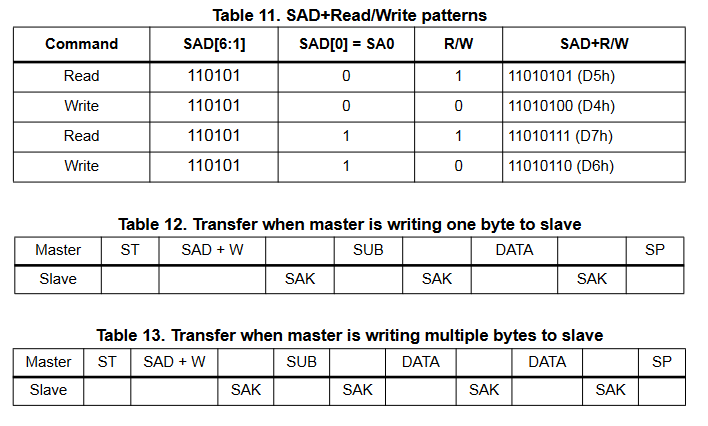 Table 11. SAD+Read/Write patterns
Command SAD[6:1] SAD[0] = SA0 R/W SAD+R/W
Read 110101 0 1 11010101 (D5h)
Write 110101 0 0 11010100 (D4h)
Read 110101 1 1 11010111 (D7h)
Write 110101 1 0 11010110 (D6h)
Table 12. Transfer when master is writing one byte to slave
Master ST SAD + W SUB DATA SP
Slave SAK SAK SAK
Table 13. Transfer when master is writing multiple bytes to slave
Master ST SAD + W SUB DATA DATA SP
Slave SAK SAK SAK SAK